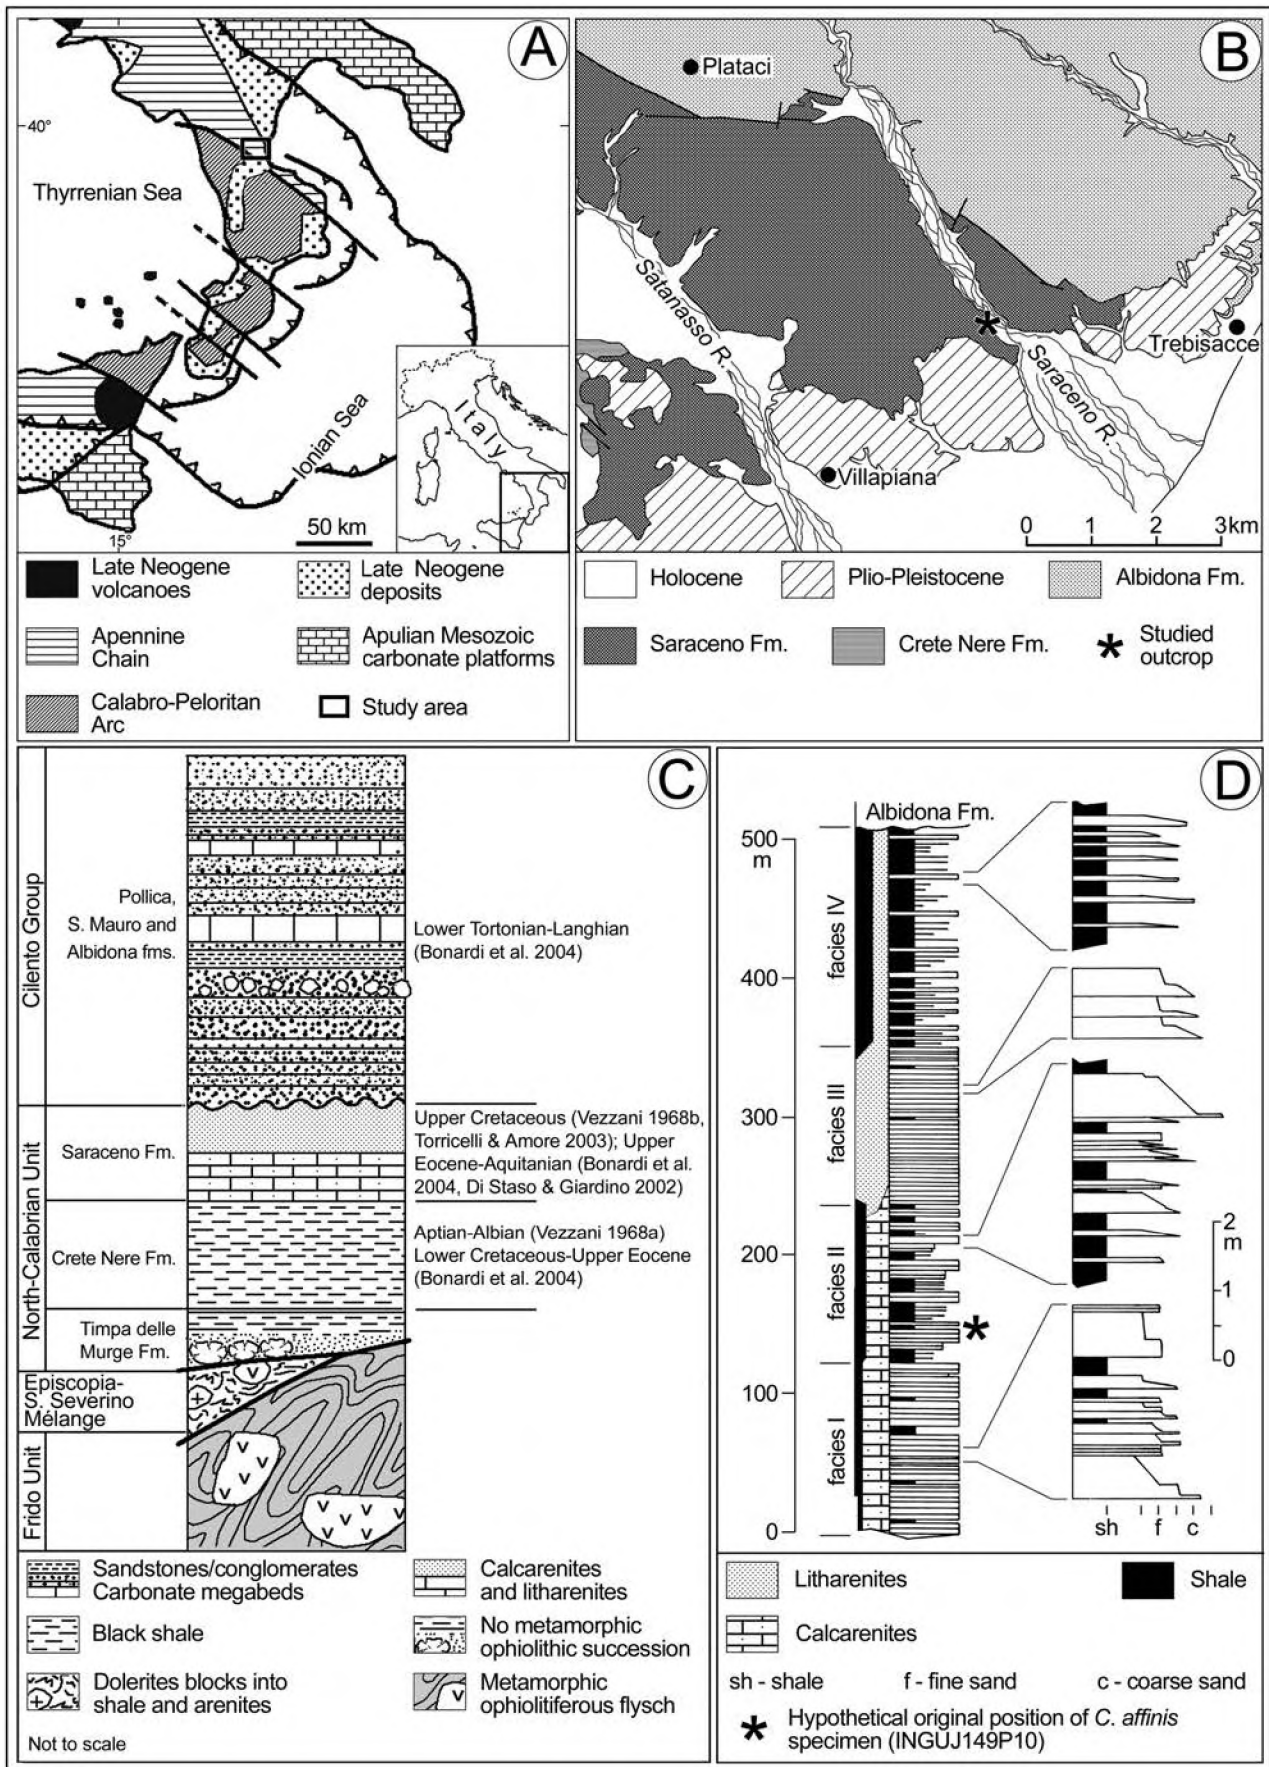 A
40°
Thyrrenian Sea
Ionian Sea
Italy
15°
50 km
Late Neogene
volcanoes
Late Neogene
deposits
Apennine
Chain
Apulian Mesozoic
carbonate platforms
Calabro-Peloritan
Arc
Study area
B
Plataci
Satanasso R.
Saraceno R.
Trebisacce
Villapiana
0 1 2 3km
Holocene
Plio-Pleistocene
Albidona Fm.
Saraceno Fm.
Crete Nere Fm.
Studied
outcrop
C
Cilento Group
Pollica,
S. Mauro and
Albidona fms.
Lower Tortonian-Langhian
(Bonardi et al. 2004)
North-Calabrian Unit
Saraceno Fm.
Upper Cretaceous (Vezzani 1968b,
Torricelli & Amore 2003); Upper
Eocene-Aquitanian (Bonardi et al.
2004, Di Staso & Giardino 2002)
Crete Nere Fm.
Aptian-Albian (Vezzani 1968a)
Lower Cretaceous-Upper Eocene
(Bonardi et al. 2004)
Timpa delle
Murge Fm.
Episcopia-
S. Severino
Mélange
Frido Unit
Sandstones/conglomerates
Carbonate megabeds
Calcarenites
and litharenites
Black shale
No metamorphic
ophiolithic succession
Dolerites blocks into
shale and arenites
Metamorphic
ophiolitiferous flysch
Not to scale
D
Albidona Fm.
500
m
400
300
200
100
0
facies IV
facies III
facies II
facies I
2
m
1
0
sh f c
Litharenites
Shale
Calcarenites
sh - shale f - fine sand c - coarse sand
Hypothetical original position of C. affinis
specimen (INGUJ149P10)